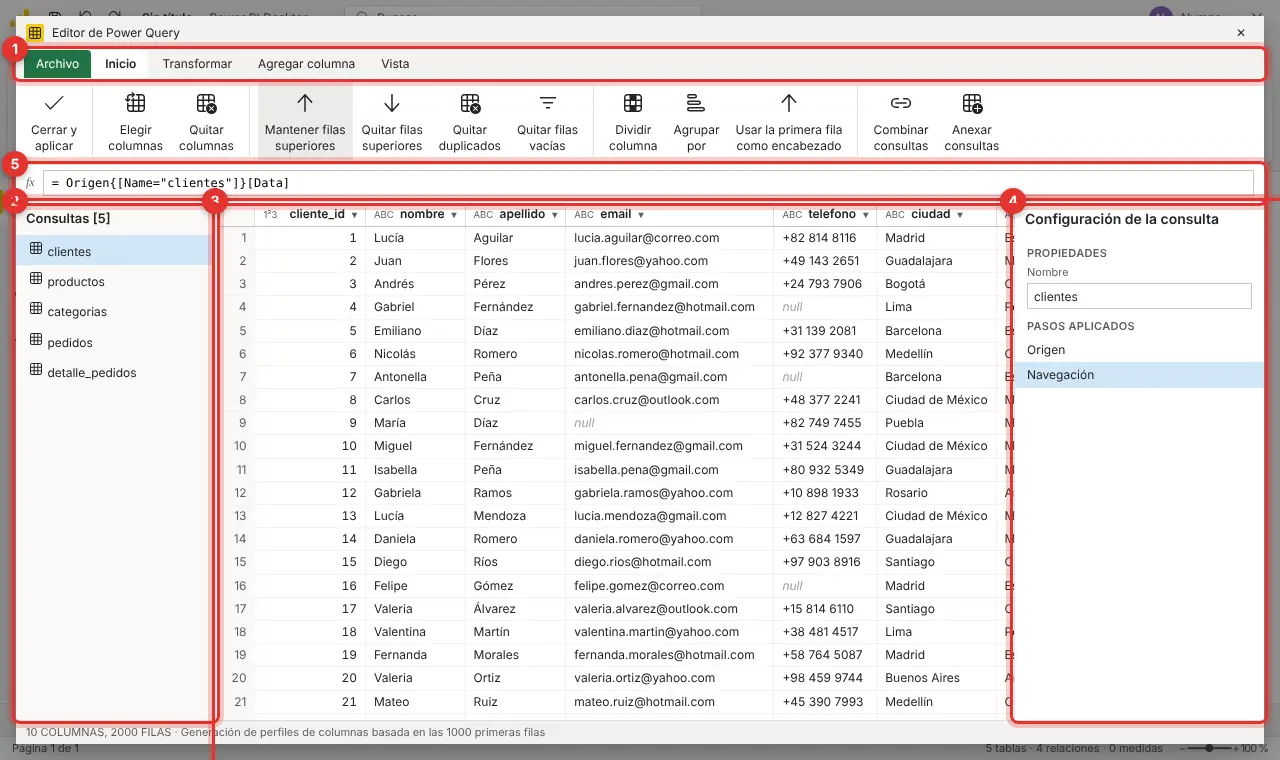 Editor de Power Query ✕
1
Archivo Inicio Transformar Agregar columna Vista
Cerrar y aplicar
Elegir columnas
Quitar columnas
Mantener filas superiores
Quitar filas superiores
Quitar duplicados
Quitar filas vacías
Dividir columna
Agrupar por
Usar la primera fila como encabezado
Combinar consultas
Anexar consultas
5
fx = Origen{[Name="clientes"]}[Data]
2
Consultas [5]
clientes
productos
categorias
pedidos
detalle_pedidos
3
1²3 cliente_id ABC nombre ABC apellido ABC email ABC telefono ABC ciudad
1 1 Lucía Aguilar lucia.aguilar@correo.com +82 814 8116 Madrid
2 2 Juan Flores juan.flores@yahoo.com +49 143 2651 Guadalajara
3 3 Andrés Pérez andres.perez@gmail.com +24 793 7906 Bogotá
4 4 Gabriel Fernández gabriel.fernandez@hotmail.com null Lima
5 5 Emiliano Díaz emiliano.diaz@hotmail.com +31 139 2081 Barcelona
6 6 Nicolás Romero nicolas.romero@hotmail.com +92 377 9340 Medellín
7 7 Antonella Peña antonella.pena@gmail.com null Barcelona
8 8 Carlos Cruz carlos.cruz@outlook.com +48 377 2241 Ciudad de México
9 9 María Díaz null +82 749 7455 Puebla
10 10 Miguel Fernández miguel.fernandez@gmail.com +31 524 3244 Ciudad de México
11 11 Isabella Peña isabella.pena@gmail.com +80 932 5349 Guadalajara
12 12 Gabriela Ramos gabriela.ramos@yahoo.com +10 898 1933 Rosario
13 13 Lucía Mendoza lucia.mendoza@gmail.com +12 827 4221 Ciudad de México
14 14 Daniela Romero daniela.romero@yahoo.com +63 684 1597 Guadalajara
15 15 Diego Ríos diego.rios@hotmail.com +97 903 8916 Santiago
16 16 Felipe Gómez felipe.gomez@correo.com null Madrid
17 17 Valeria Álvarez valeria.alvarez@outlook.com +15 814 6110 Santiago
18 18 Valentina Martín valentina.martin@yahoo.com +38 481 4517 Lima
19 19 Fernanda Morales fernanda.morales@hotmail.com +58 764 5087 Madrid
20 20 Valeria Ortiz valeria.ortiz@yahoo.com +98 459 9744 Buenos Aires
21 21 Mateo Ruiz mateo.ruiz@hotmail.com +45 390 7993 Medellín
4
Configuración de la consulta
PROPIEDADES
Nombre
clientes
PASOS APLICADOS
Origen
Navegación
10 COLUMNAS, 2000 FILAS · Generación de perfiles de columnas basada en las 1000 primeras filas
Página 1 de 1 5 tablas · 4 relaciones · 0 medidas − + 100 %